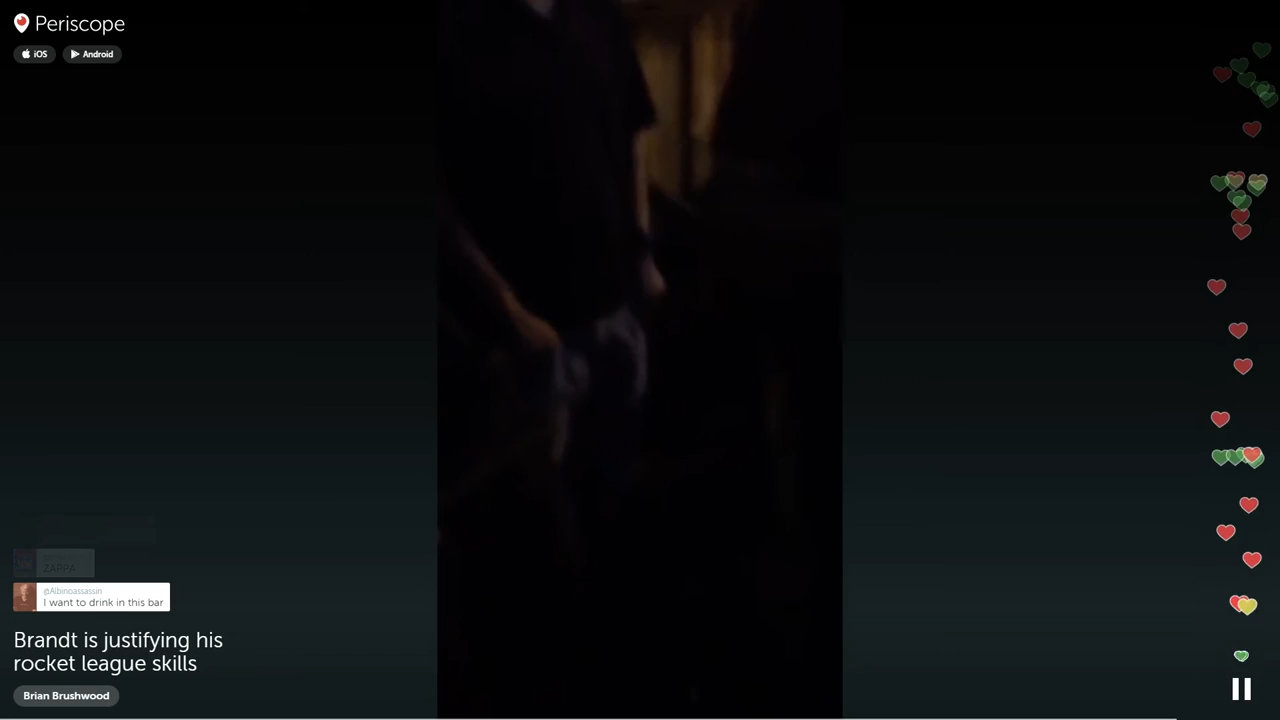 Periscope
iOS
Android
ZAPPA
@Albinoassassin
I want to drink in this bar
Brandt is justifying his
rocket league skills
Brian Brushwood